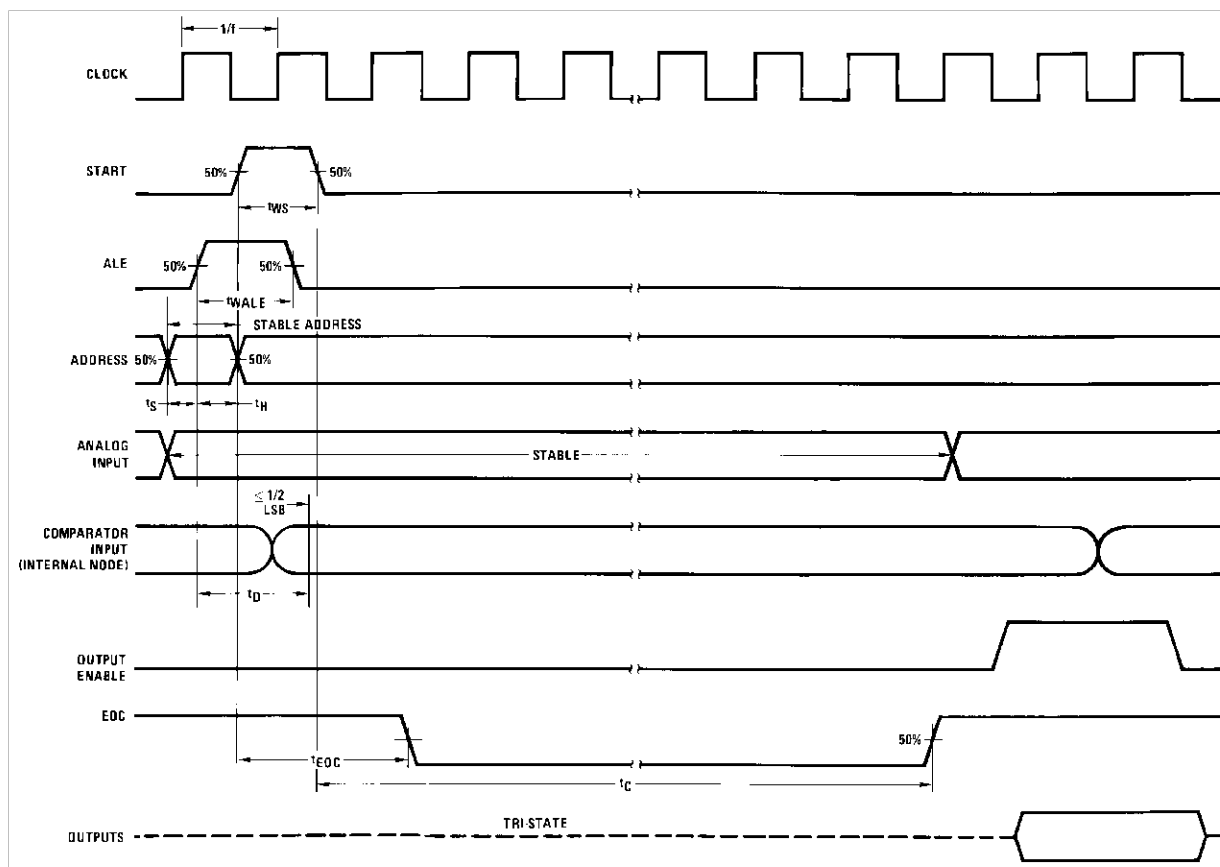 1/f
CLOCK
START
50%
50%
tWS
ALE
50%
50%
tWALE
STABLE ADDRESS
ADDRESS
50%
50%
tS
tH
ANALOG
INPUT
STABLE
≤ 1/2
LSB
COMPARATOR
INPUT
(INTERNAL NODE)
tD
OUTPUT
ENABLE
EOC
50%
tEOC
tC
TRI-STATE
OUTPUTS